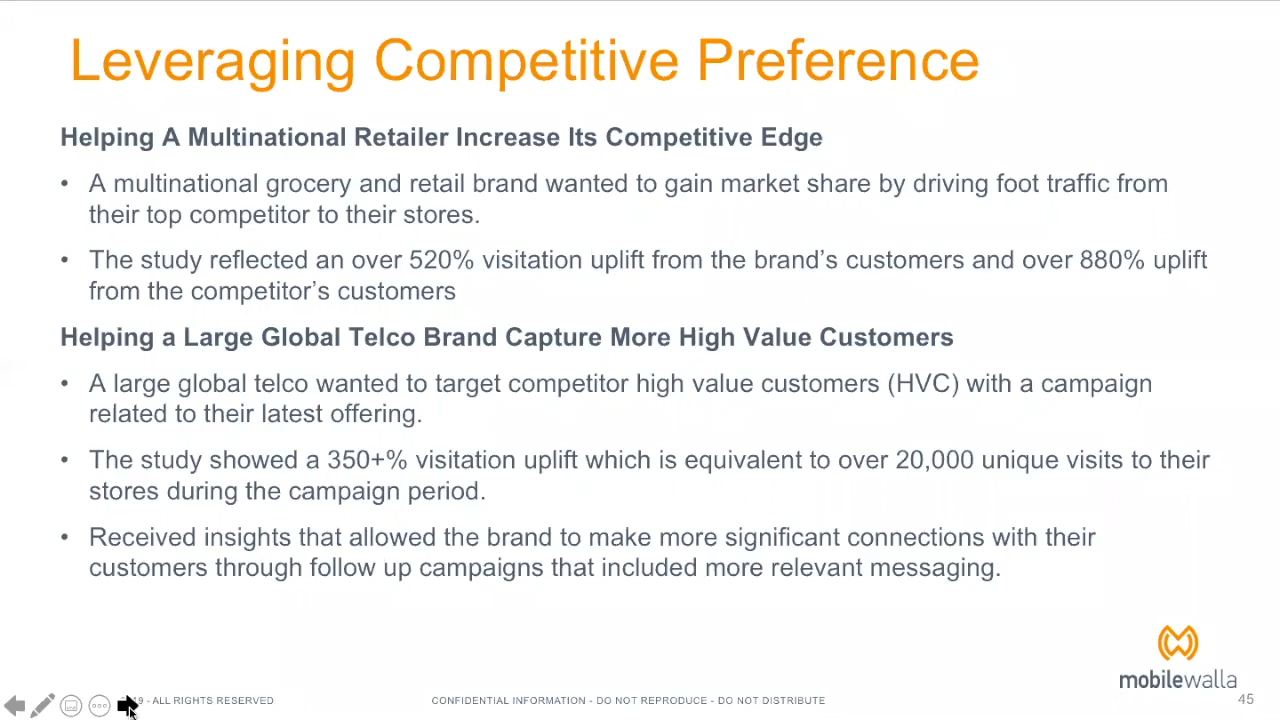 Leveraging Competitive Preference
Helping A Multinational Retailer Increase Its Competitive Edge
• A multinational grocery and retail brand wanted to gain market share by driving foot traffic from
their top competitor to their stores.
• The study reflected an over 520% visitation uplift from the brand’s customers and over 880% uplift
from the competitor’s customers
Helping a Large Global Telco Brand Capture More High Value Customers
• A large global telco wanted to target competitor high value customers (HVC) with a campaign
related to their latest offering.
• The study showed a 350+% visitation uplift which is equivalent to over 20,000 unique visits to their
stores during the campaign period.
• Received insights that allowed the brand to make more significant connections with their
customers through follow up campaigns that included more relevant messaging.
mobilewalla
- ALL RIGHTS RESERVED
CONFIDENTIAL INFORMATION - DO NOT REPRODUCE - DO NOT DISTRIBUTE
45